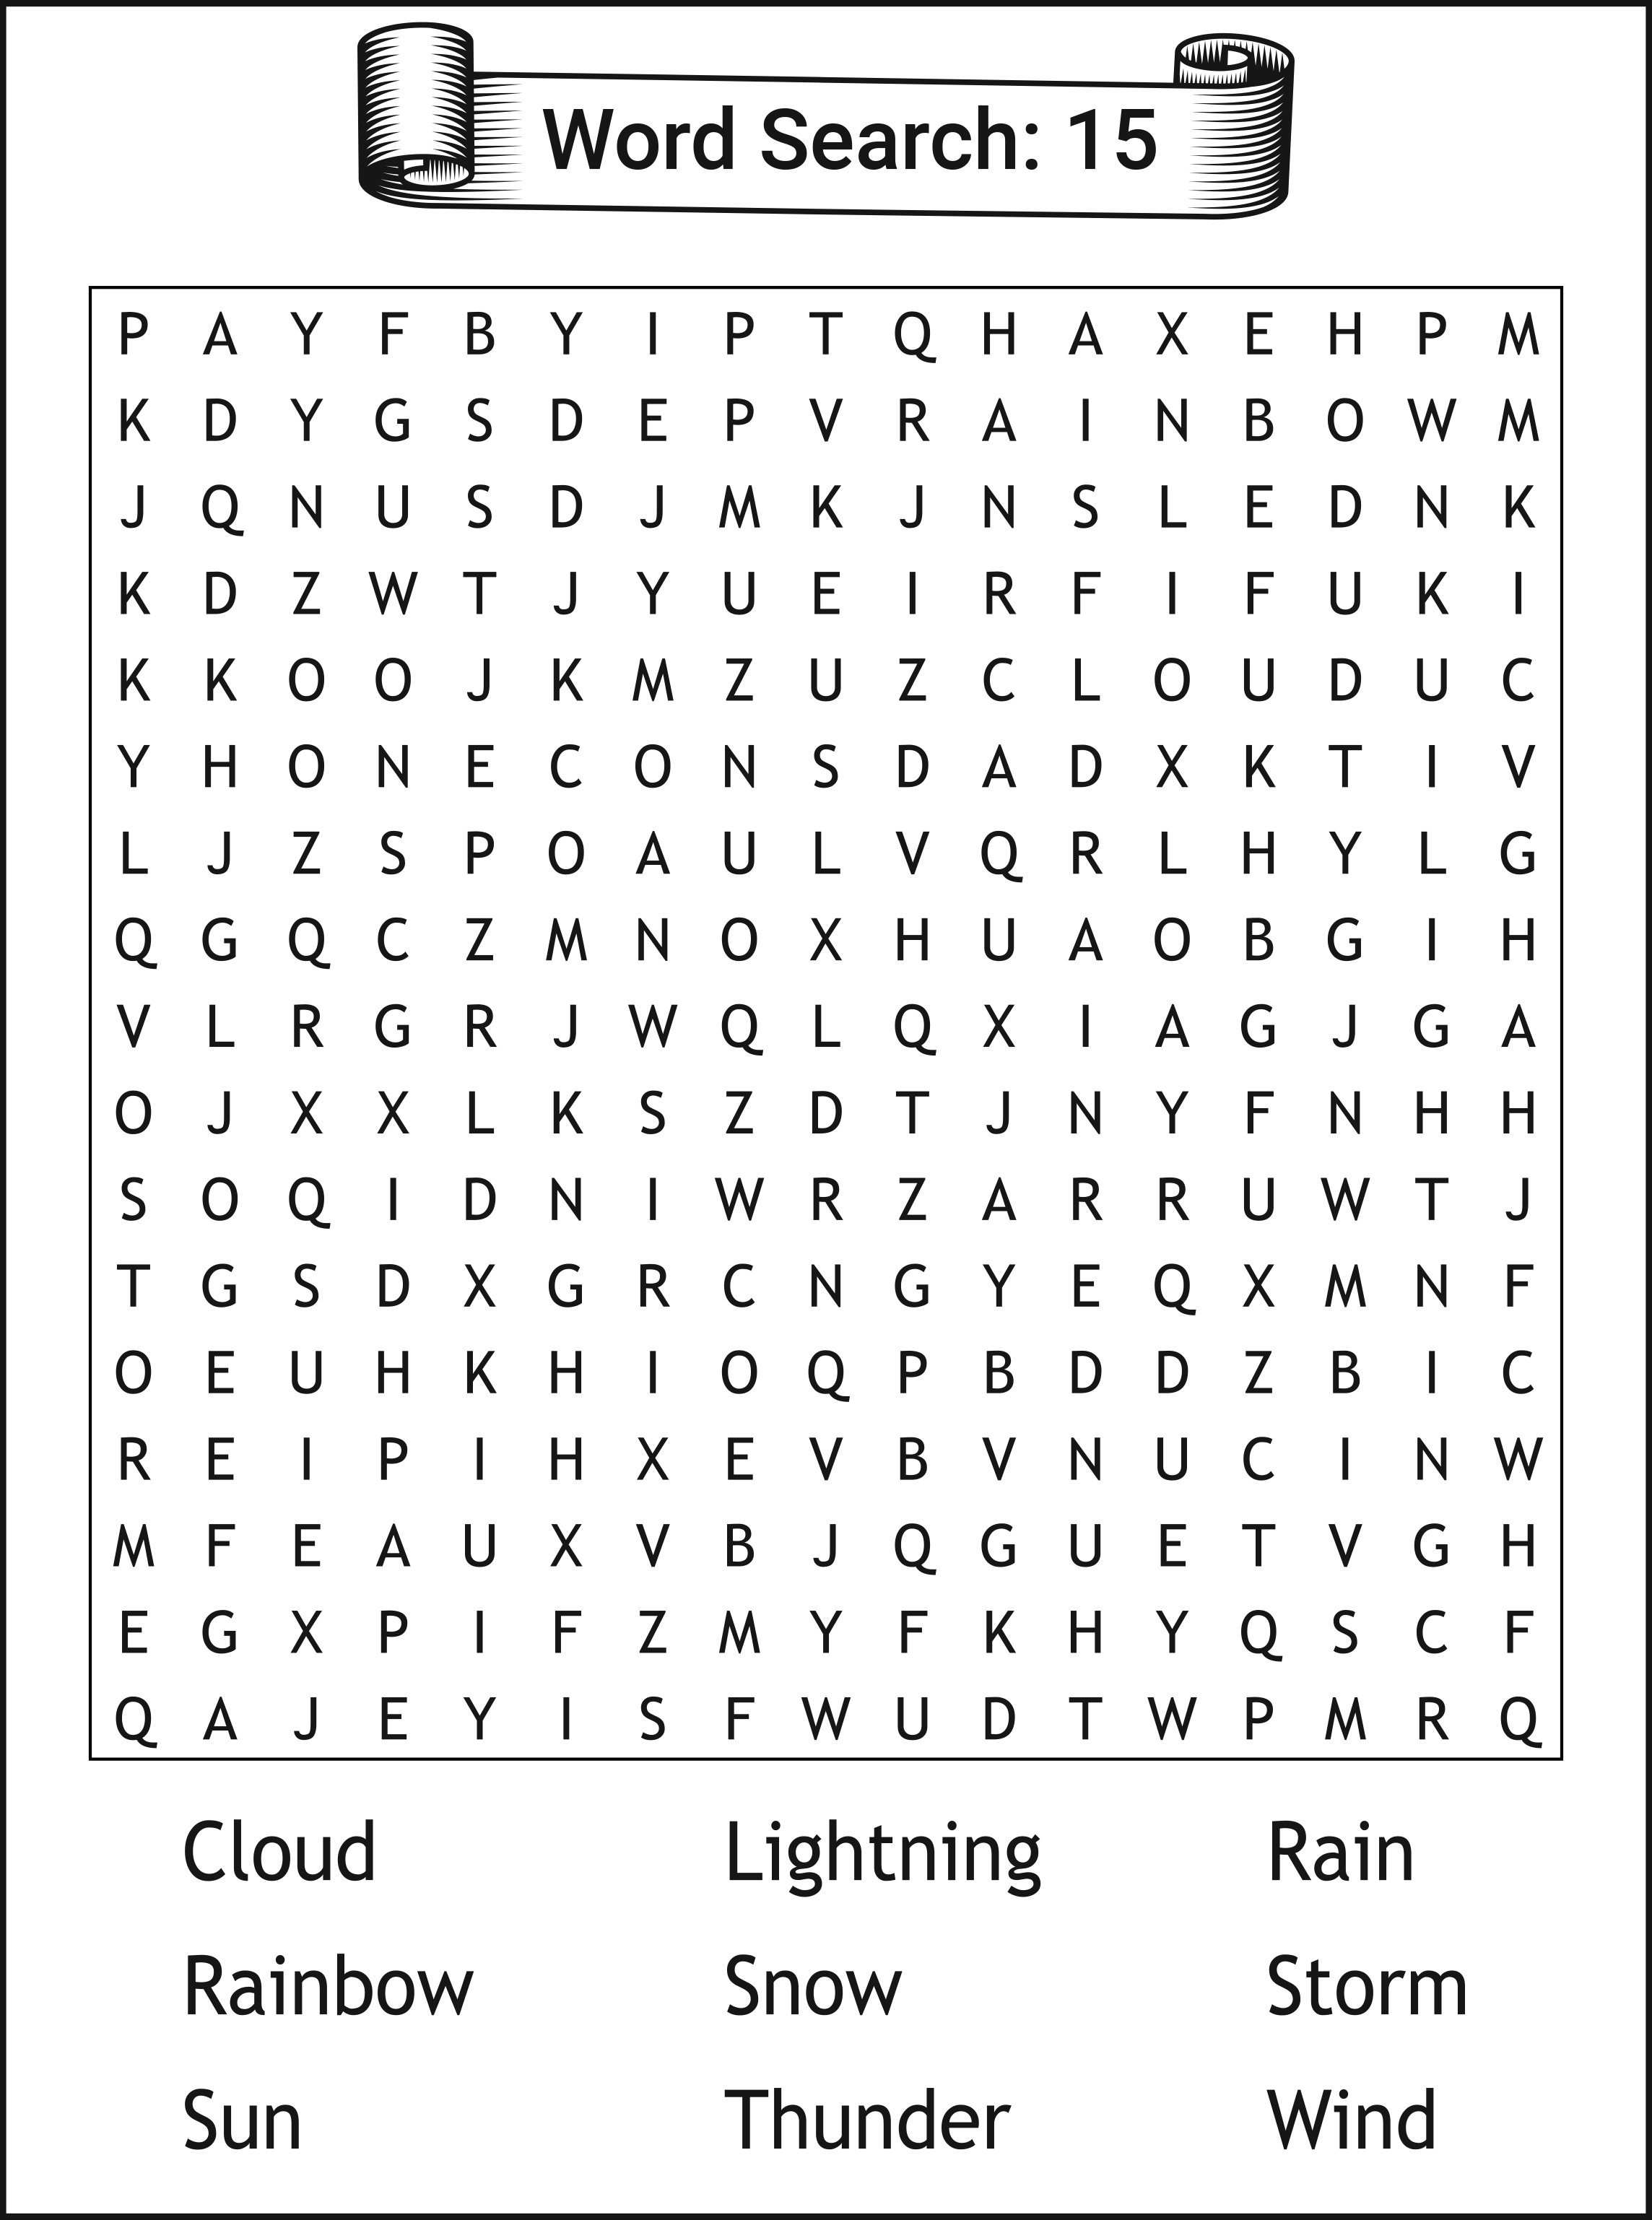 Word Search: 15
P A Y F B Y I P T Q H A X E H P M
K D Y G S D E P V R A I N B O W M
J Q N U S D J M K J N S L E D N K
K D Z W T J Y U E I R F I F U K I
K K O O J K M Z U Z C L O U D U C
Y H O N E C O N S D A D X K T I V
L J Z S P O A U L V Q R L H Y L G
Q G Q C Z M N O X H U A O B G I H
V L R G R J W Q L Q X I A G J G A
O J X X L K S Z D T J N Y F N H H
S O Q I D N I W R Z A R R U W T J
T G S D X G R C N G Y E Q X M N F
O E U H K H I O Q P B D D Z B I C
R E I P I H X E V B V N U C I N W
M F E A U X V B J Q G U E T V G H
E G X P I F Z M Y F K H Y Q S C F
Q A J E Y I S F W U D T W P M R Q
Cloud Lightning Rain
Rainbow Snow Storm
Sun Thunder Wind